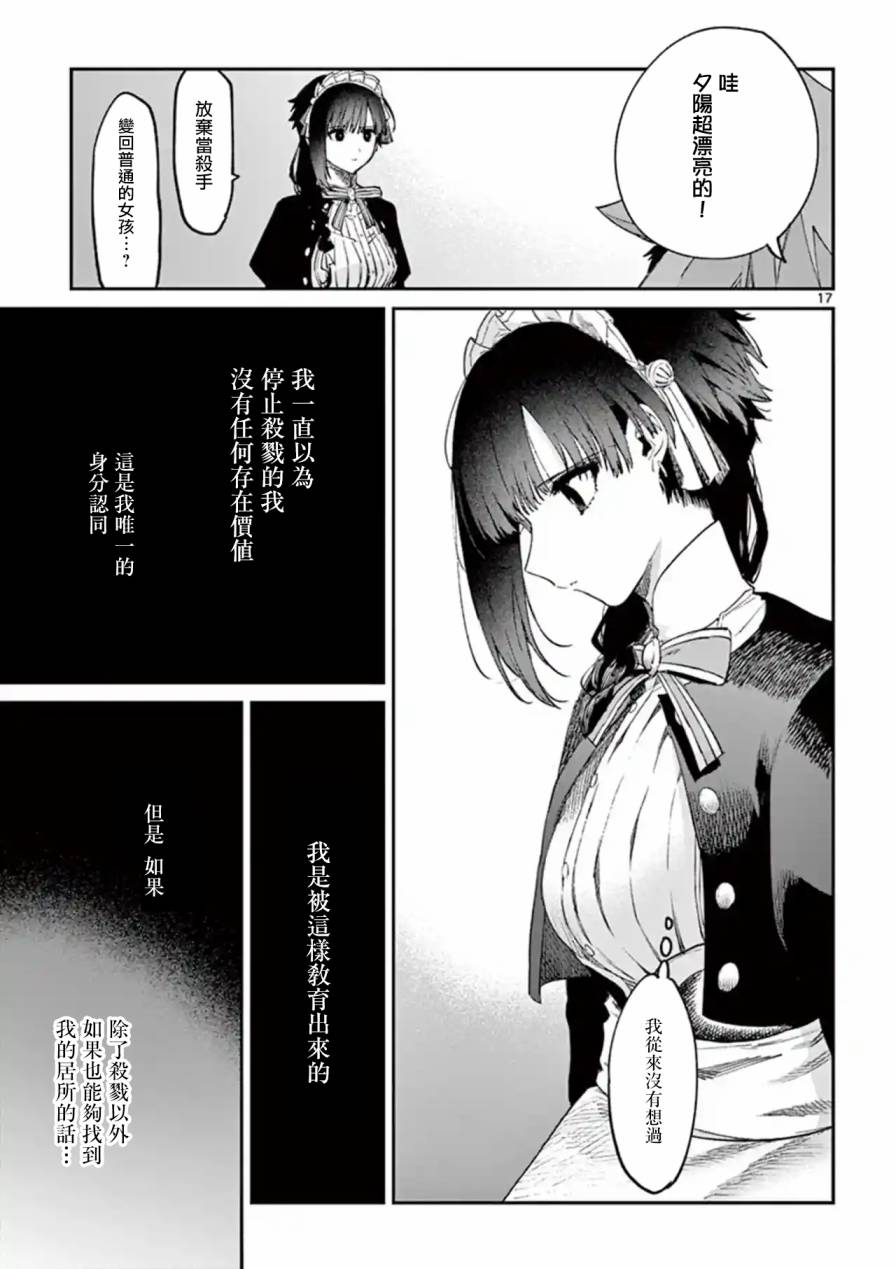 哇
夕陽超漂亮的！
放棄當殺手
變回普通的女孩…？
17
我從來沒有想過
我一直以為
停止殺戮的我
沒有任何存在價值
這是我唯一的
身分認同
我是被這樣教育出來的
但是 如果
除了殺戮以外
如果也能夠找到
我的居所的話…